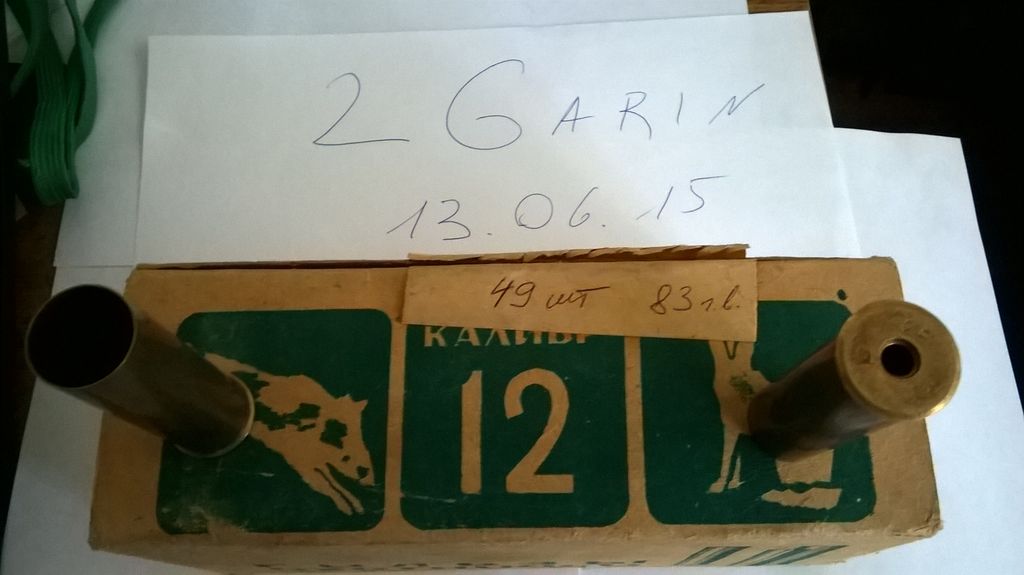 2 GARIN
13.06.15
49 шт 83 г.в.
КАЛИБР
12